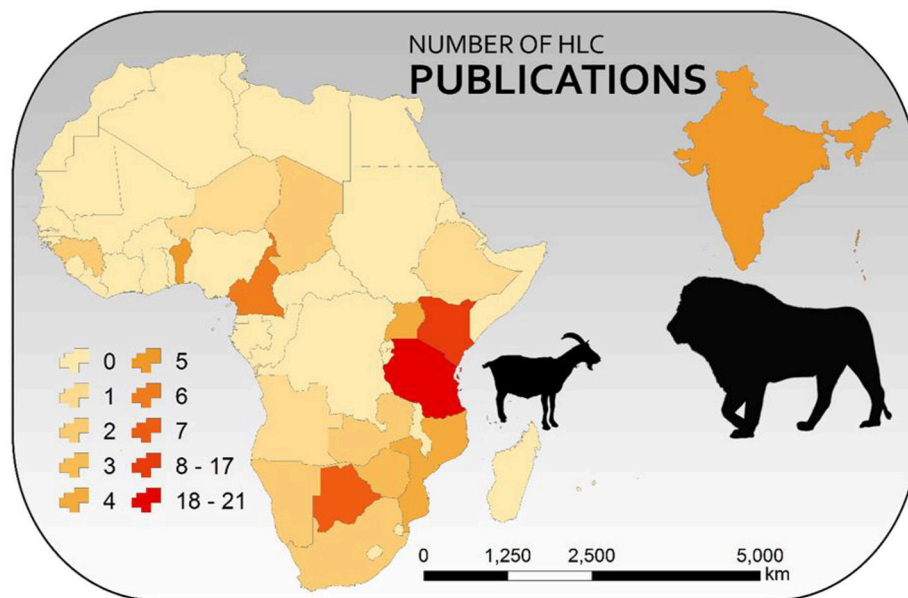 NUMBER OF HLC
PUBLICATIONS
0 5
1 6
2 7
3 8 - 17
4 18 - 21
0 1,250 2,500 5,000
km